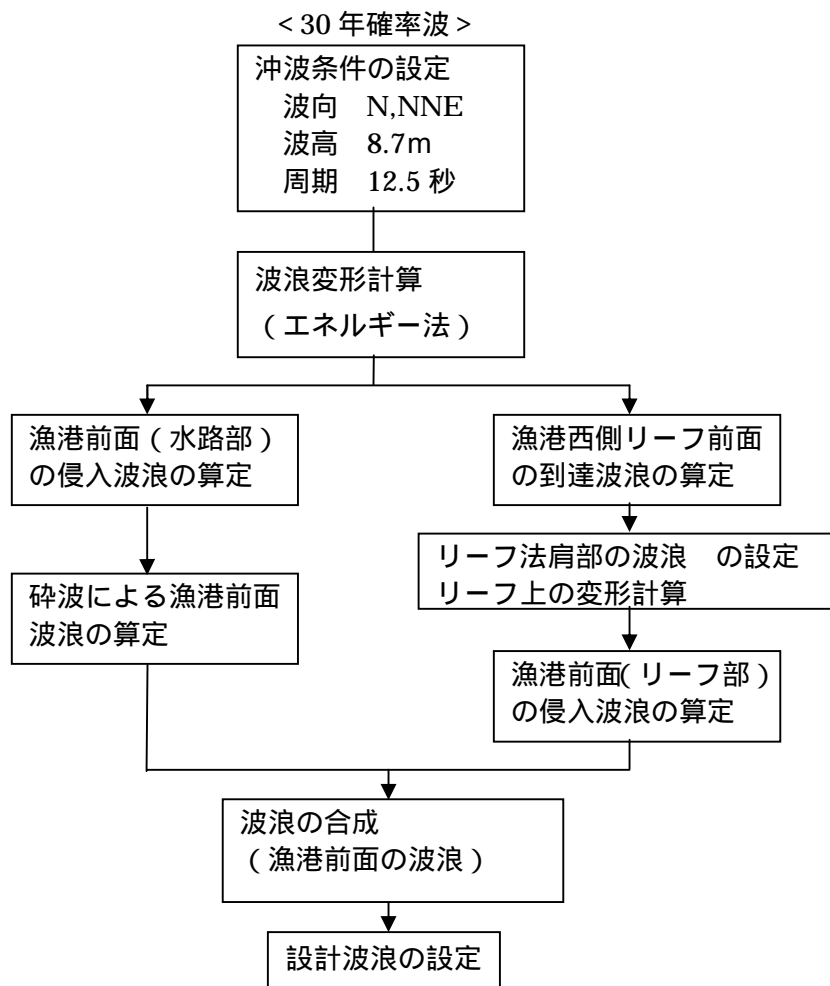 <30年確率波>
沖波条件の設定
波向 N,NNE
波高 8.7m
周期 12.5秒
波浪変形計算
(エネルギー法)
漁港前面(水路部)
の侵入波浪の算定
漁港西側リーフ前面
の到達波浪の算定
リーフ法肩部の波浪 の設定
リーフ上の変形計算
砕波による漁港前面
波浪の算定
漁港前面(リーフ部)
の侵入波浪の算定
波浪の合成
(漁港前面の波浪)
設計波浪の設定